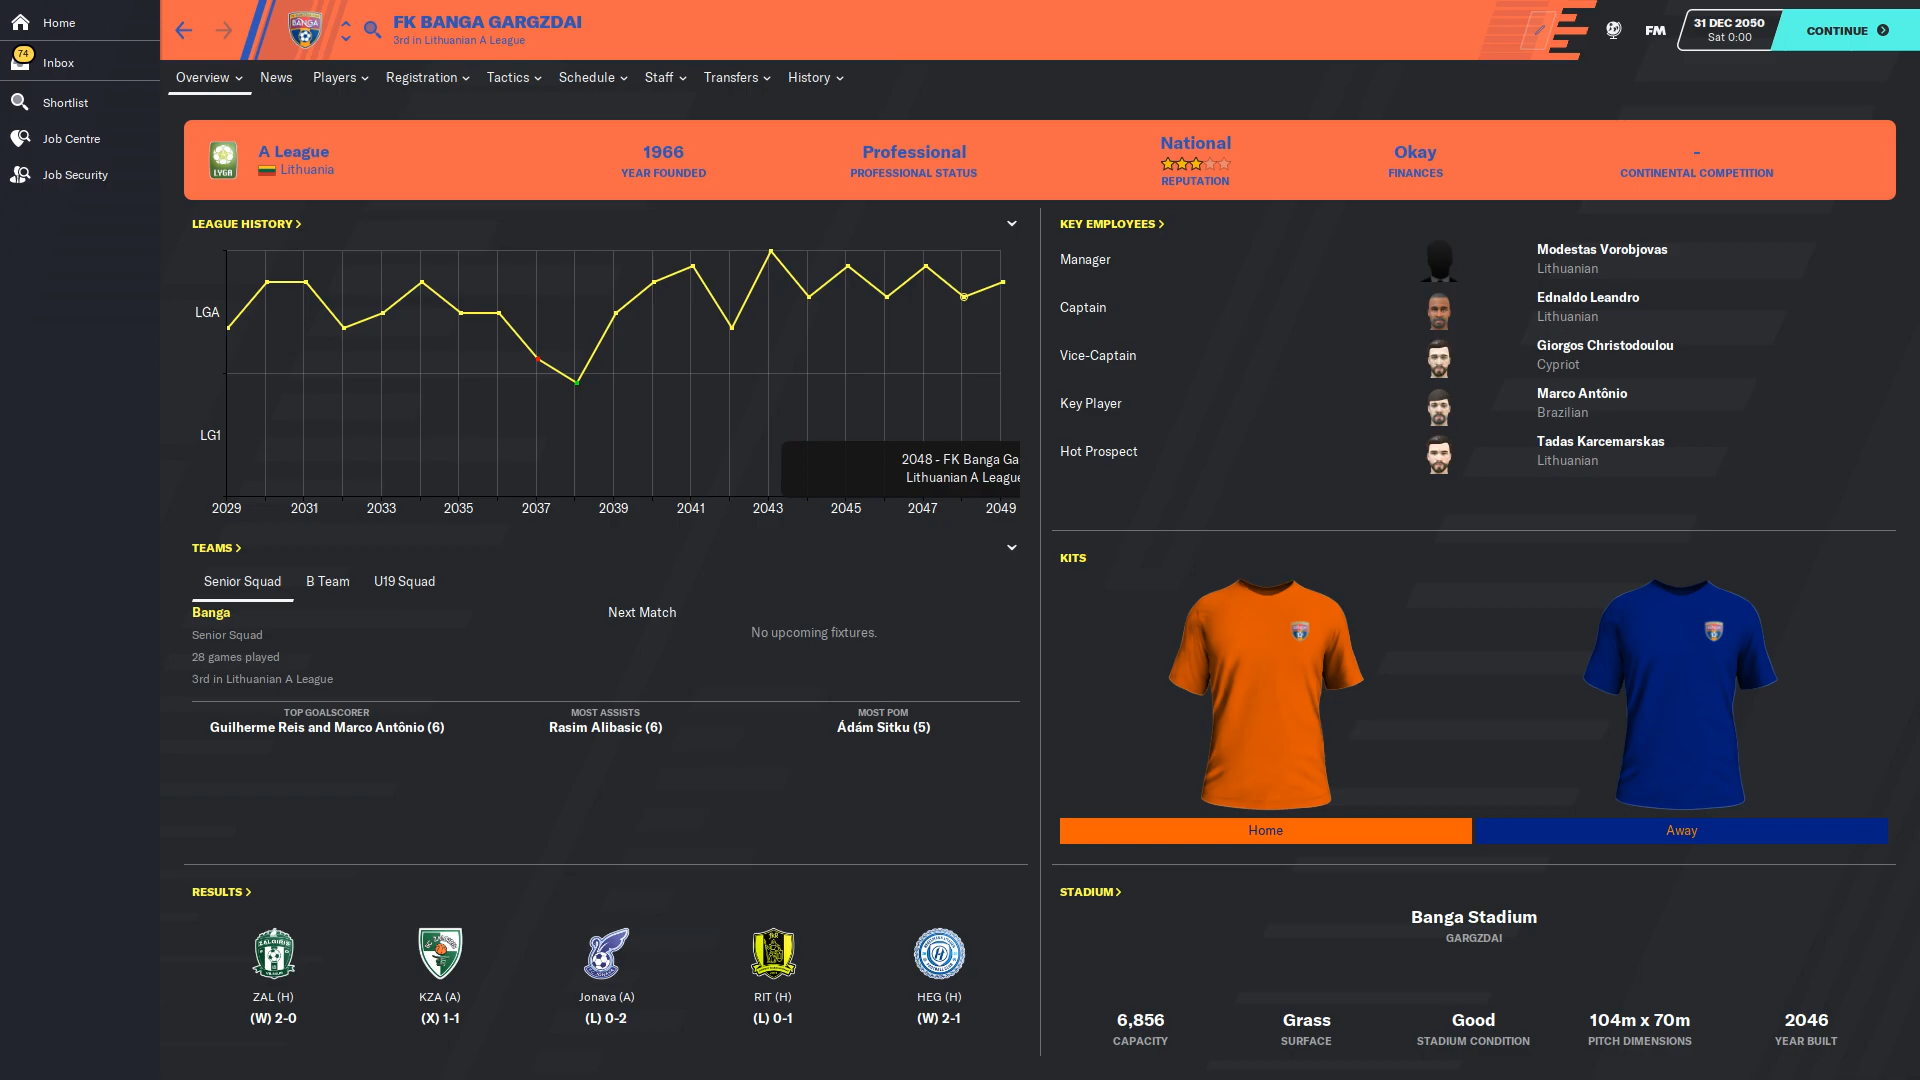 Home
74
Inbox
Shortlist
Job Centre
Job Security
BANGA
FK BANGA GARGZDAI
3rd in Lithuanian A League
FM
31 DEC 2050
Sat 0:00
CONTINUE
Overview
News
Players
Registration
Tactics
Schedule
Staff
Transfers
History
LYGA
A League
Lithuania
1966
YEAR FOUNDED
Professional
PROFESSIONAL STATUS
National
REPUTATION
Okay
FINANCES
-
CONTINENTAL COMPETITION
LEAGUE HISTORY
LGA
LG1
2048 - FK Banga Ga
Lithuanian A League
2029 2031 2033 2035 2037 2039 2041 2043 2045 2047 2049
KEY EMPLOYEES
Manager
Modestas Vorobjovas
Lithuanian
Captain
Ednaldo Leandro
Lithuanian
Vice-Captain
Giorgos Christodoulou
Cypriot
Key Player
Marco Antônio
Brazilian
Hot Prospect
Tadas Karcemarskas
Lithuanian
TEAMS
Senior Squad
B Team
U19 Squad
Banga
Senior Squad
28 games played
3rd in Lithuanian A League
Next Match
No upcoming fixtures.
TOP GOALSCORER
Guilherme Reis and Marco Antônio (6)
MOST ASSISTS
Rasim Alibasic (6)
MOST POM
Ádám Sitku (5)
KITS
Home
Away
RESULTS
ZALGIRIS
ZAL (H)
(W) 2-0
KZA (A)
(X) 1-1
Jonava (A)
(L) 0-2
RIT (H)
(L) 0-1
HEG (H)
(W) 2-1
STADIUM
Banga Stadium
GARGZDAI
6,856
CAPACITY
Grass
SURFACE
Good
STADIUM CONDITION
104m x 70m
PITCH DIMENSIONS
2046
YEAR BUILT